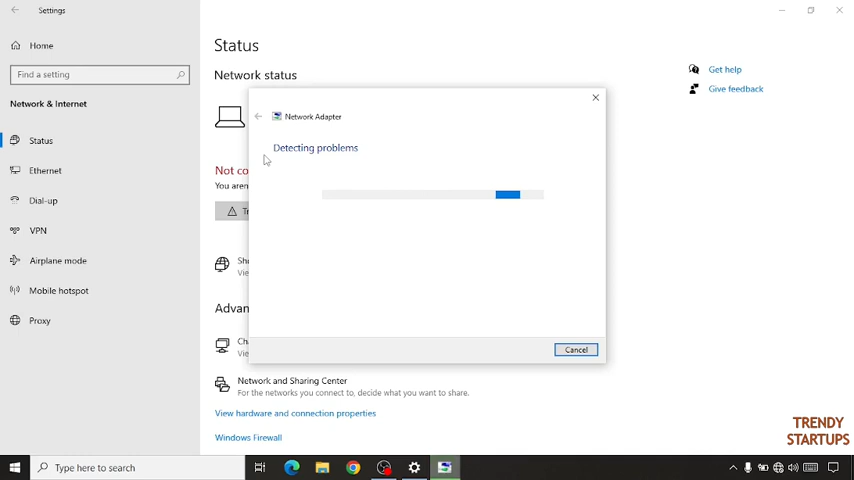 Settings
Home
Find a setting
Network & Internet
Status
Ethernet
Dial-up
VPN
Airplane mode
Mobile hotspot
Proxy
Status
Network status
Not co
You aren
Tr
Sh
Vie
Advan
Ch
Vie
Network and Sharing Center
For the networks you connect to, decide what you want to share.
View hardware and connection properties
Windows Firewall
Network Adapter
Detecting problems
Cancel
Get help
Give feedback
TRENDY
STARTUPS
Type here to search